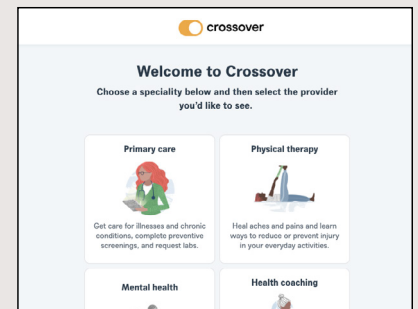 crossover
Welcome to Crossover
Choose a speciality below and then select the provider
you'd like to see.
Primary care
Get care for illnesses and chronic
conditions, complete preventive
screenings, and request labs.
Physical therapy
Heal aches and pains and learn
ways to reduce or prevent injury
in your everyday activities.
Mental health
Health coaching